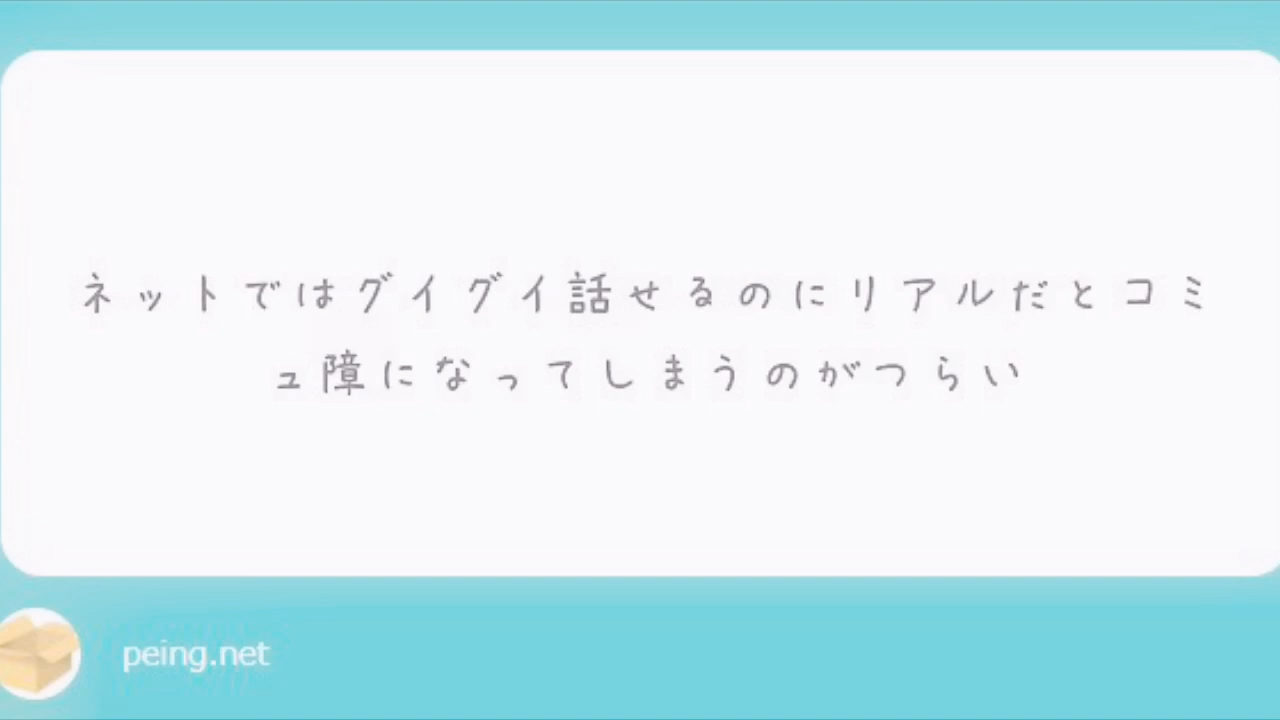 ネットではグイグイ話せるのにリアルだとコミ
ュ障になってしまうのがつらい
peing.net